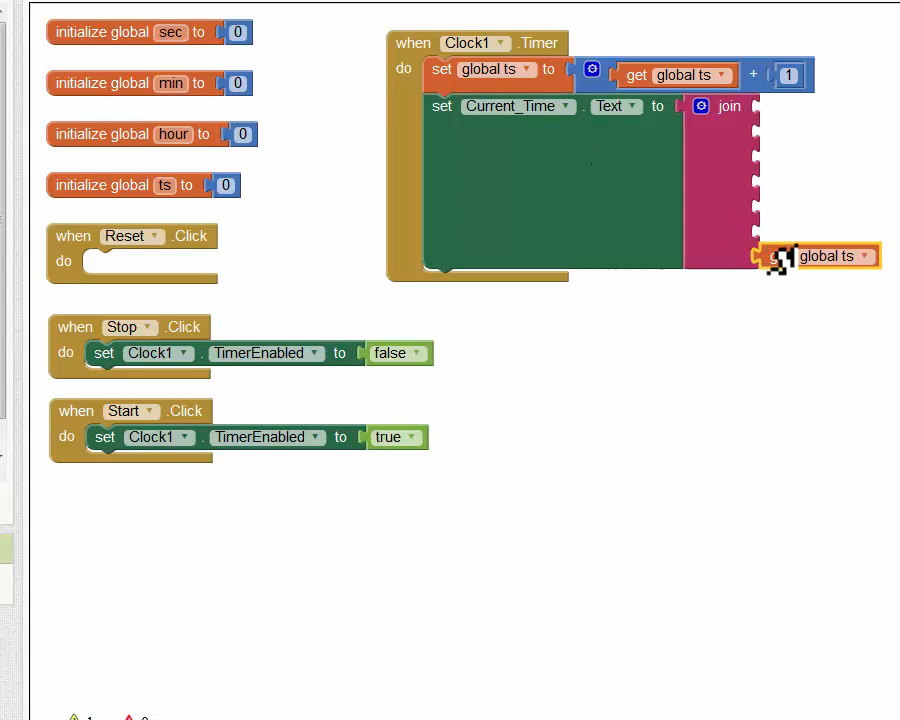 initialize global sec to 0
initialize global min to 0
initialize global hour to 0
initialize global ts to 0
when Reset .Click
do
when Stop .Click
do set Clock1 . TimerEnabled to false
when Start .Click
do set Clock1 . TimerEnabled to true
when Clock1 .Timer
do set global ts to get global ts + 1
set Current_Time . Text to join
global ts